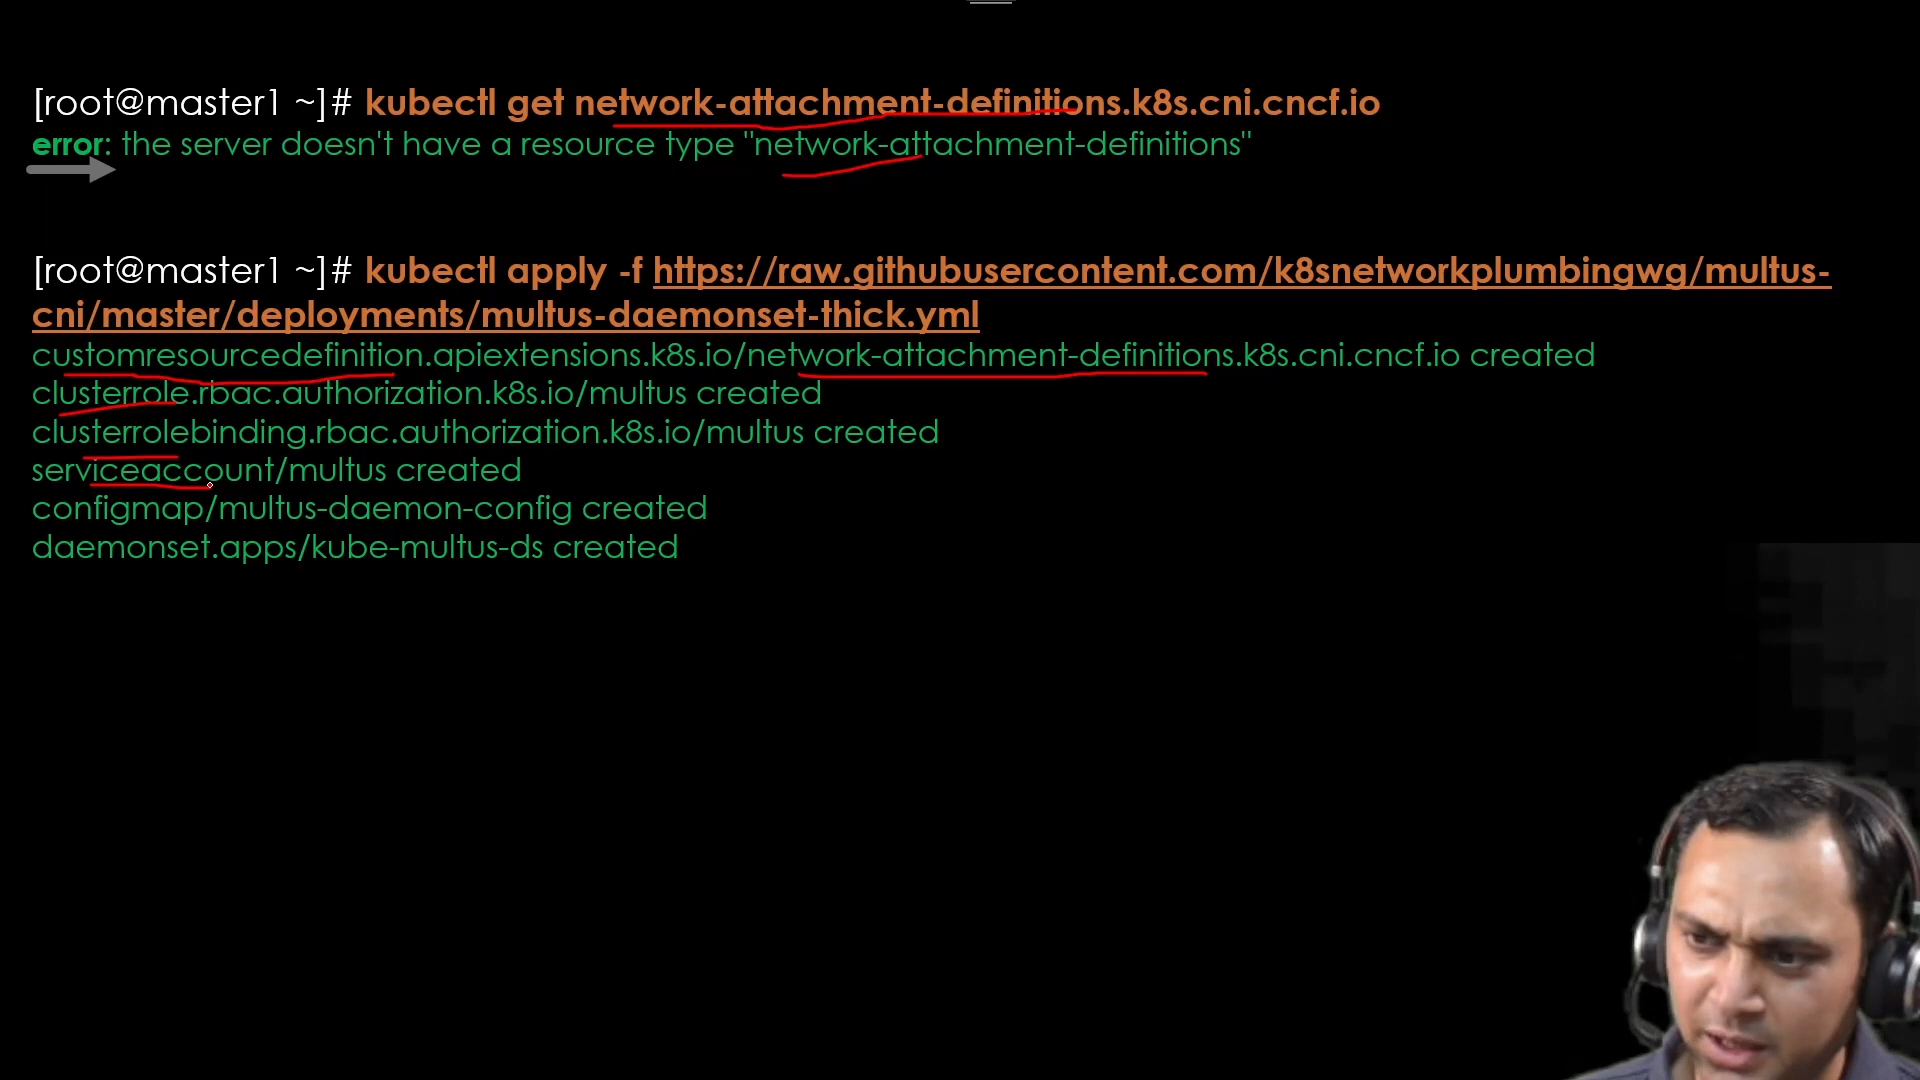 [root@master1 ~]# kubectl get network-attachment-definitions.k8s.cni.cncf.io
error: the server doesn't have a resource type "network-attachment-definitions"
[root@master1 ~]# kubectl apply -f https://raw.githubusercontent.com/k8snetworkplumbingwg/multus-
cni/master/deployments/multus-daemonset-thick.yml
customresourcedefinition.apiextensions.k8s.io/network-attachment-definitions.k8s.cni.cncf.io created
clusterrole.rbac.authorization.k8s.io/multus created
clusterrolebinding.rbac.authorization.k8s.io/multus created
serviceaccount/multus created
configmap/multus-daemon-config created
daemonset.apps/kube-multus-ds created